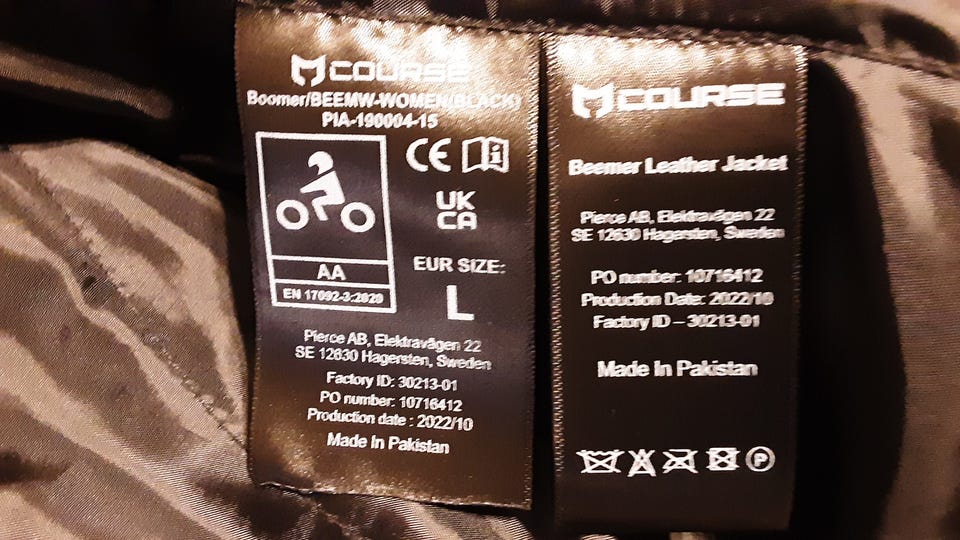 COURSE
Boomer/BEEMW-WOMEN(BLACK)
PIA-190004-15
CE
UK
CA
AA
EN 17092-3:2020
EUR SIZE:
L
Pierce AB, Elektravägen 22
SE 12630 Hagersten, Sweden
Factory ID: 30213-01
PO number: 10716412
Production date : 2022/10
Made In Pakistan
COURSE
Beemer Leather Jacket
Pierce AB, Elektravägen 22
SE 12630 Hagersten, Sweden
PO number: 10716412
Production Date: 2022/10
Factory ID – 30213-01
Made In Pakistan
P